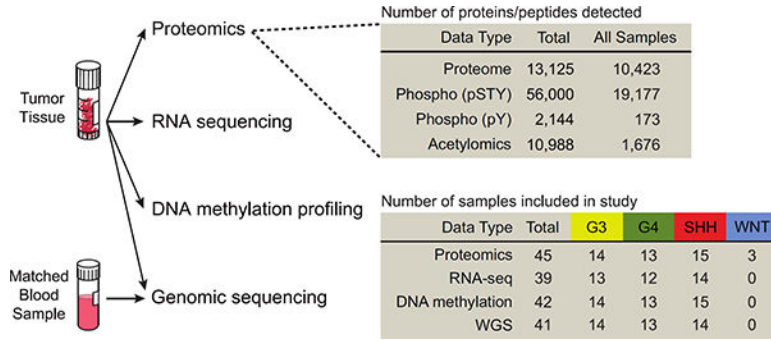 Proteomics
Tumor
Tissue
RNA sequencing
DNA methylation profiling
Matched
Blood
Sample
Genomic sequencing
Number of proteins/peptides detected
Data Type Total All Samples
Proteome 13,125 10,423
Phospho (pSTY) 56,000 19,177
Phospho (pY) 2,144 173
Acetylomics 10,988 1,676
Number of samples included in study
Data Type Total G3 G4 SHH WNT
Proteomics 45 14 13 15 3
RNA-seq 39 13 12 14 0
DNA methylation 42 14 13 15 0
WGS 41 14 13 14 0